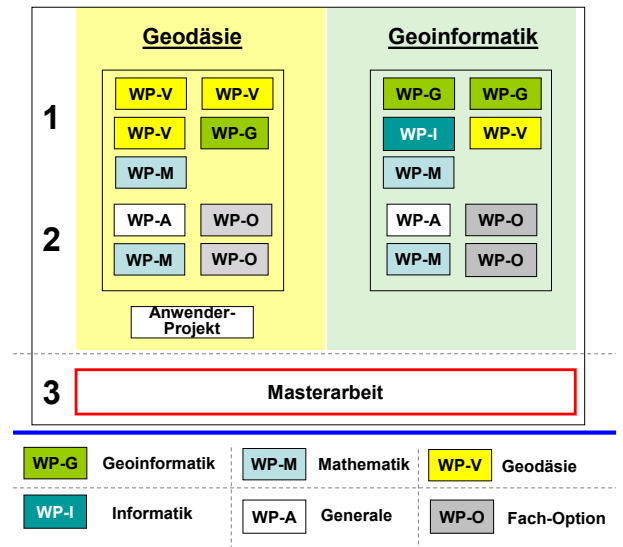 Geodäsie
Geoinformatik
1
WP-V WP-V
WP-V WP-G
WP-M
WP-G WP-G
WP-I WP-V
WP-M
2
WP-A WP-O
WP-M WP-O
WP-A WP-O
WP-M WP-O
Anwender-
Projekt
3
Masterarbeit
WP-G Geoinformatik
WP-M Mathematik
WP-V Geodäsie
WP-I Informatik
WP-A Generale
WP-O Fach-Option